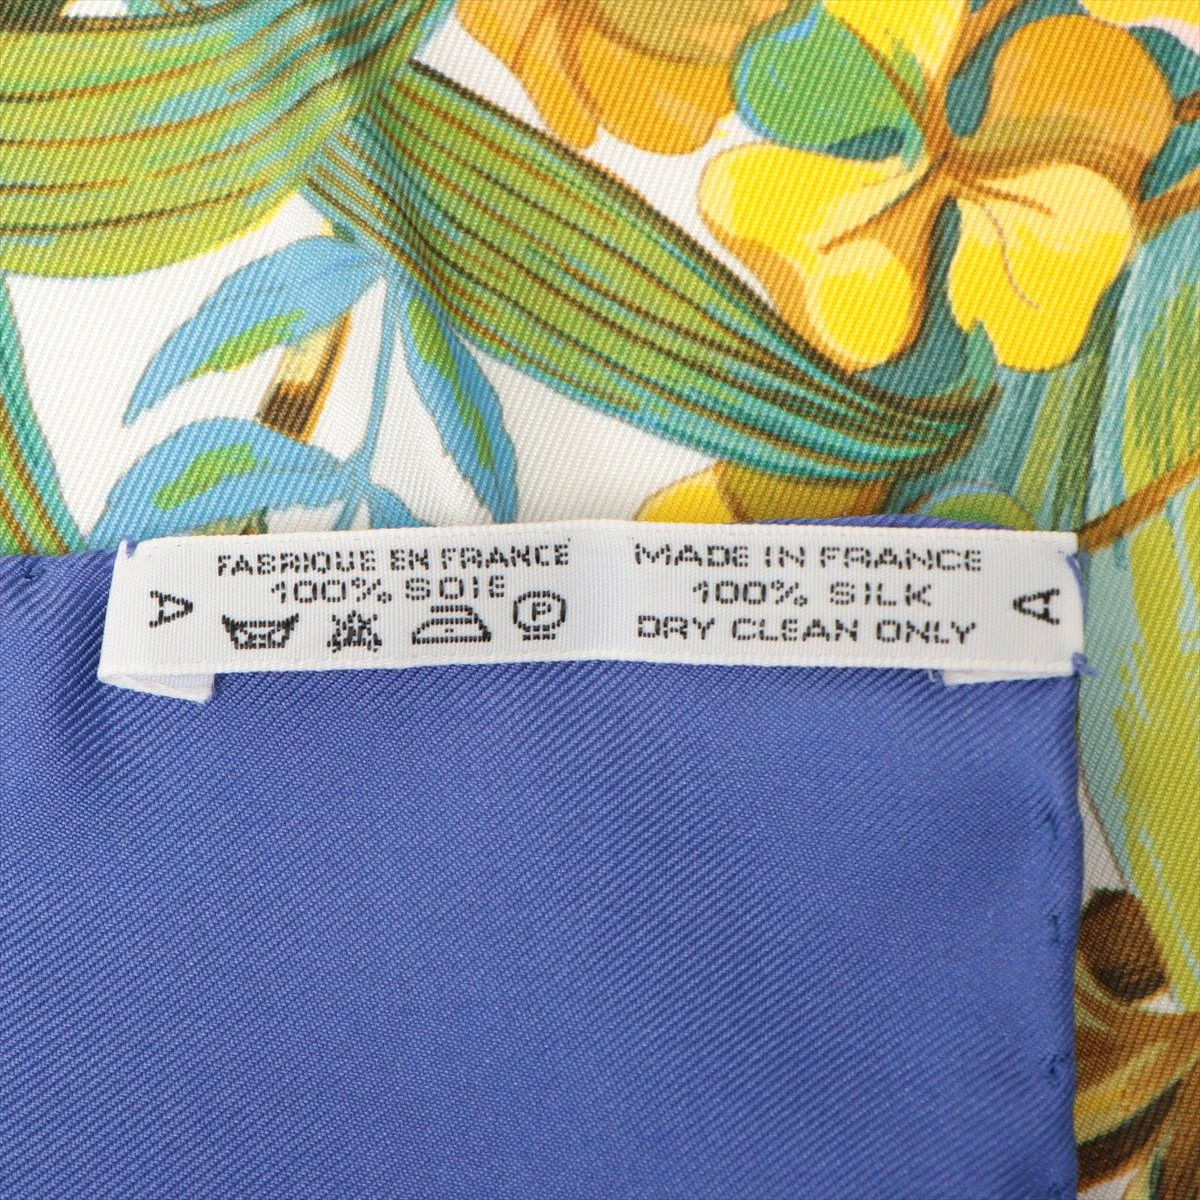 FABRIQUE EN FRANCE
100% SOIE
P
A
MADE IN FRANCE
100% SILK
DRY CLEAN ONLY
A